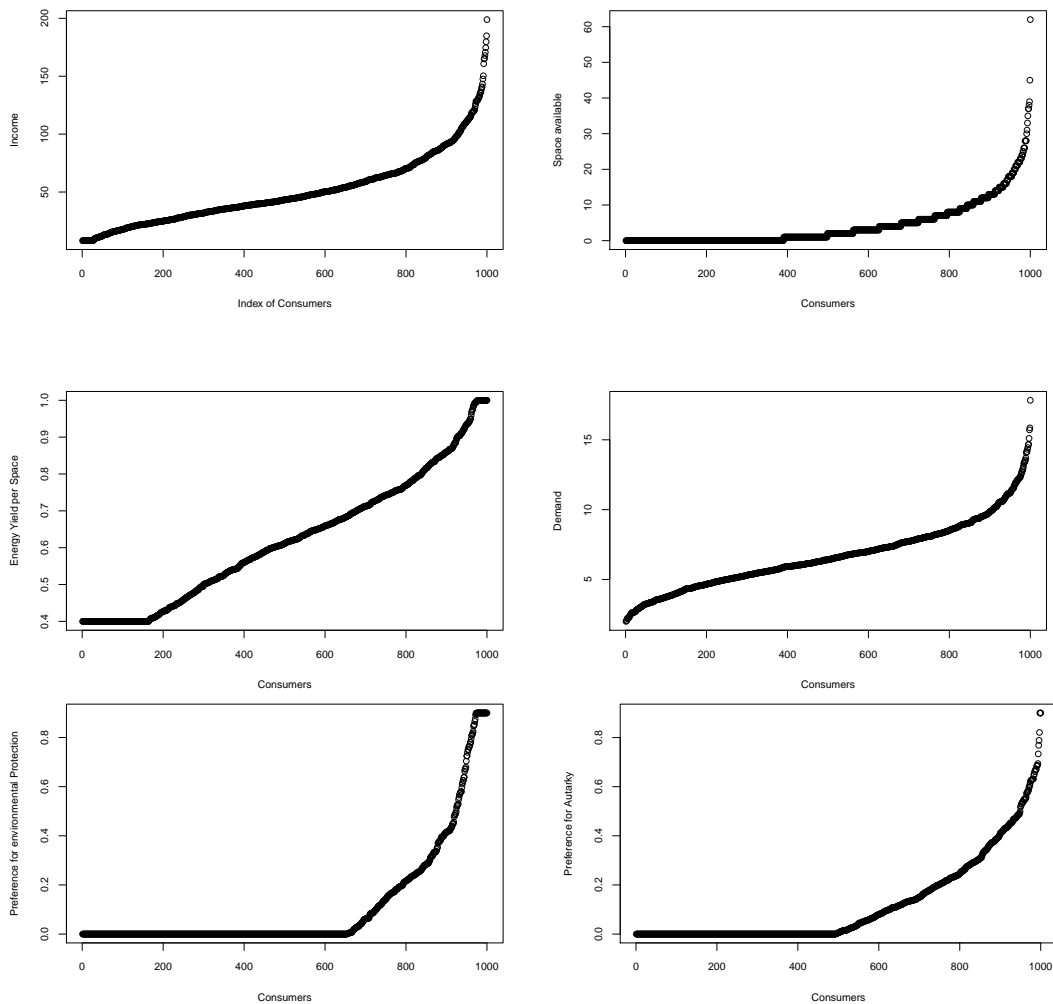 200
150
100
50
Income
0 200 400 600 800 1000
Index of Consumers
60
50
40
30
20
10
0
Space available
0 200 400 600 800 1000
Consumers
1.0
0.9
0.8
0.7
0.6
0.5
0.4
Energy Yield per Space
0 200 400 600 800 1000
Consumers
15
10
5
Demand
0 200 400 600 800 1000
Consumers
0.8
0.6
0.4
0.2
0.0
Preference for environmental Protection
0 200 400 600 800 1000
Consumers
0.8
0.6
0.4
0.2
0.0
Preference for Autarky
0 200 400 600 800 1000
Consumers